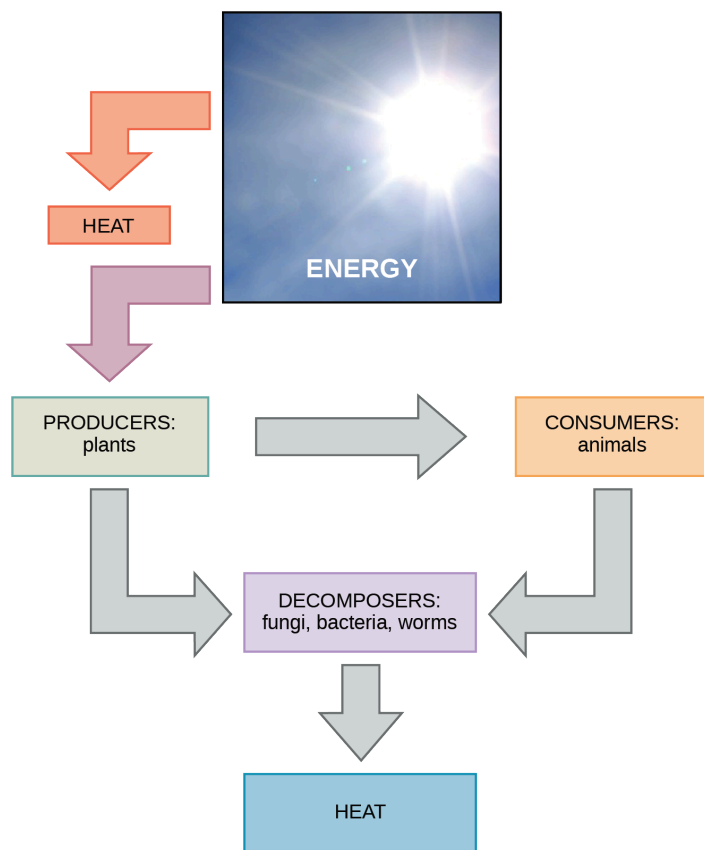 HEAT
ENERGY
PRODUCERS:
plants
CONSUMERS:
animals
DECOMPOSERS:
fungi, bacteria, worms
HEAT